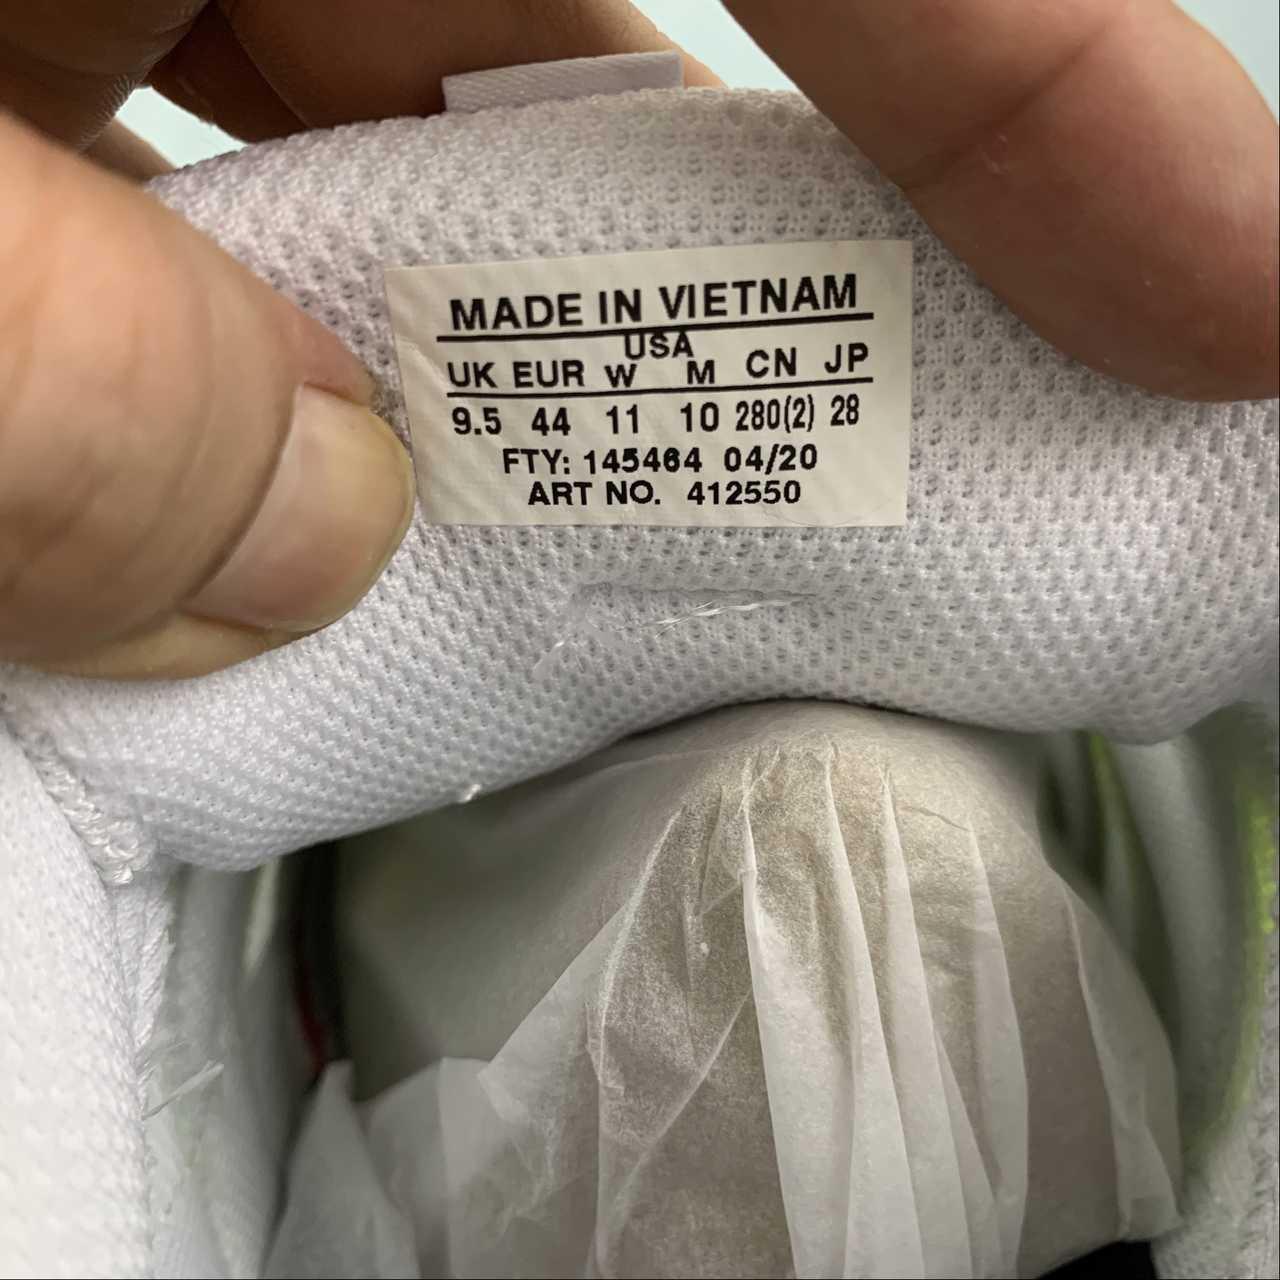 MADE IN VIETNAM
USA
UK EUR W M CN JP
9.5 44 11 10 280(2) 28
FTY: 145464 04/20
ART NO. 412550